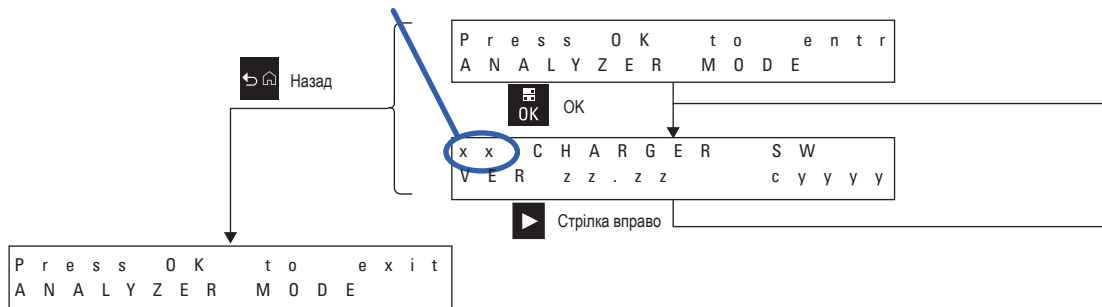 Press OK to entr
ANALYZER MODE
Назад
OK
OK
xx CHARGER SW
VER zz.zz cyyyy
Стрілка вправо
Press OK to exit
ANALYZER MODE